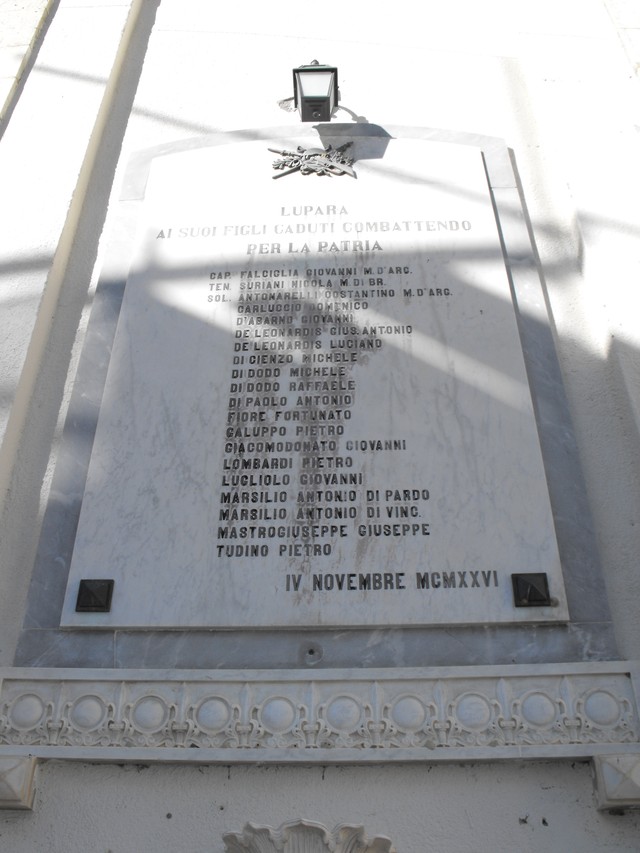 LUPARA
AI SUOI FIGLI CADUTI COMBATTENDO
PER LA PATRIA
CAP. FALCIGLIA GIOVANNI M. D'ARG.
TEN. SURIANI NICOLA M. DI BR.
SOL. ANTONARELLI COSTANTINO M. D'ARG.
CARLUCCIO DOMENICO
D'ABARNO GIOVANNI
DE LEONARDIS GIUS. ANTONIO
DE LEONARDIS LUCIANO
DI CIENZO MICHELE
DI DODO MICHELE
DI DODO RAFFAELE
DI PAOLO ANTONIO
FIORE FORTUNATO
GALUPPO PIETRO
GIACOMODONATO GIOVANNI
LOMBARDI PIETRO
LUGLIOLO GIOVANNI
MARSILIO ANTONIO DI PARDO
MARSILIO ANTONIO DI VINC.
MASTROGIUSEPPE GIUSEPPE
TUDINO PIETRO
IV NOVEMBRE MCMXXVI